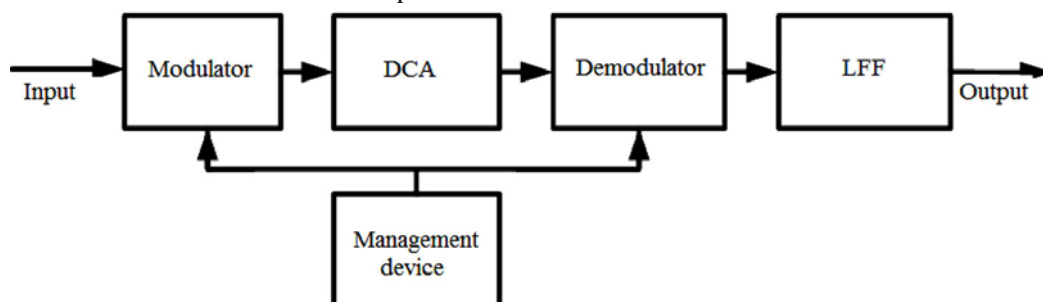 Input
Modulator
DCA
Demodulator
LFF
Output
Management
device